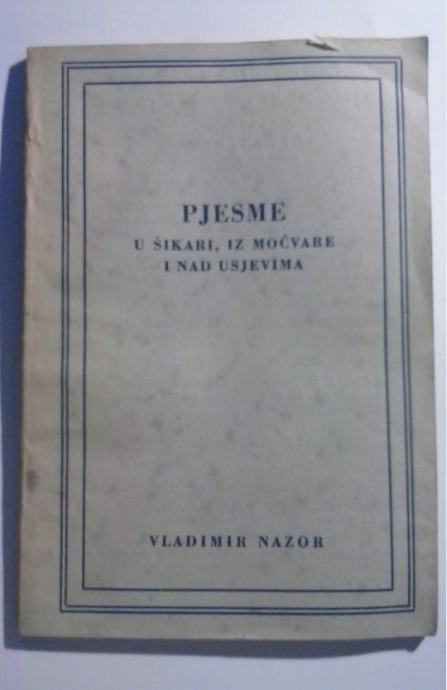 PJESME
U ŠIKARI, IZ MOČVARE
I NAD USJEVIMA
VLADIMIR NAZOR